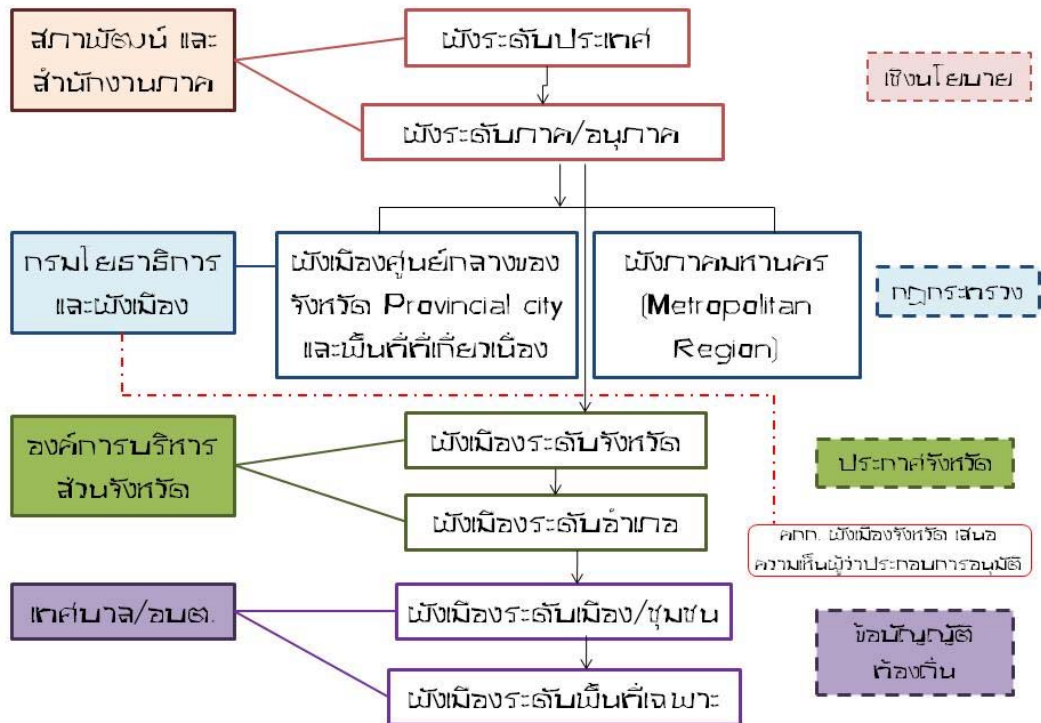 สภาพัฒน์ และ
สำนักงานภาค
ผังระดับประเทศ
เชิงนโยบาย
ผังระดับภาค/อนุภาค
กรมโยธาธิการ
และผังเมือง
ผังเมืองศูนย์กลางของ
จังหวัด Provincial city
และพื้นที่ที่เกี่ยวเนื่อง
ผังภาคมหานคร
(Metropolitan
Region)
กฎกระทรวง
องค์การบริหาร
ส่วนจังหวัด
ผังเมืองระดับจังหวัด
ประกาศจังหวัด
ผังเมืองระดับอำเภอ
คกก. ผังเมืองจังหวัด เสนอ
ความเห็นผู้ว่าประกอบการอนุมัติ
เทศบาล/อบต.
ผังเมืองระดับเมือง/ชุมชน
ข้อบัญญัติ
ท้องถิ่น
ผังเมืองระดับพื้นที่เฉพาะ